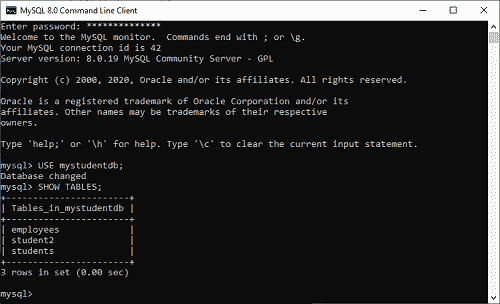 MySQL 8.0 Command Line Client
Enter password: **************
Welcome to the MySQL monitor.  Commands end with ; or \g.
Your MySQL connection id is 42
Server version: 8.0.19 MySQL Community Server - GPL

Copyright (c) 2000, 2020, Oracle and/or its affiliates. All rights reserved.

Oracle is a registered trademark of Oracle Corporation and/or its
affiliates. Other names may be trademarks of their respective
owners.

Type 'help;' or '\h' for help. Type '\c' to clear the current input statement.

mysql> USE mystudentdb;
Database changed
mysql> SHOW TABLES;
+-----------------------+
| Tables_in_mystudentdb |
+-----------------------+
| employees             |
| student2              |
| students              |
+-----------------------+
3 rows in set (0.00 sec)

mysql>